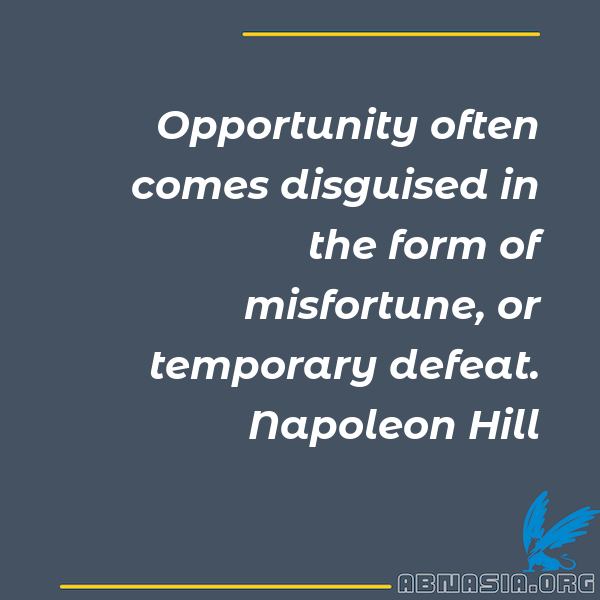 Opportunity often
comes disguised in
the form of
misfortune, or
temporary defeat.
Napoleon Hill
ABNASIA.ORG